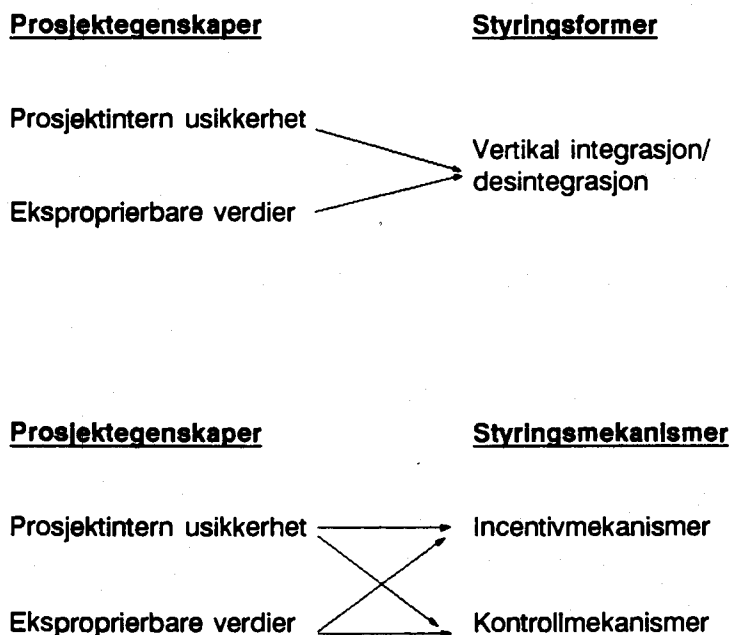 Prosjektegenskaper Styringsformer
Prosjektintern usikkerhet
Vertikal integrasjon/
desintegrasjon
Eksproprierbare verdier
Prosjektegenskaper Styringsmekanismer
Prosjektintern usikkerhet Incentivmekanismer
Eksproprierbare verdier Kontrollmekanismer